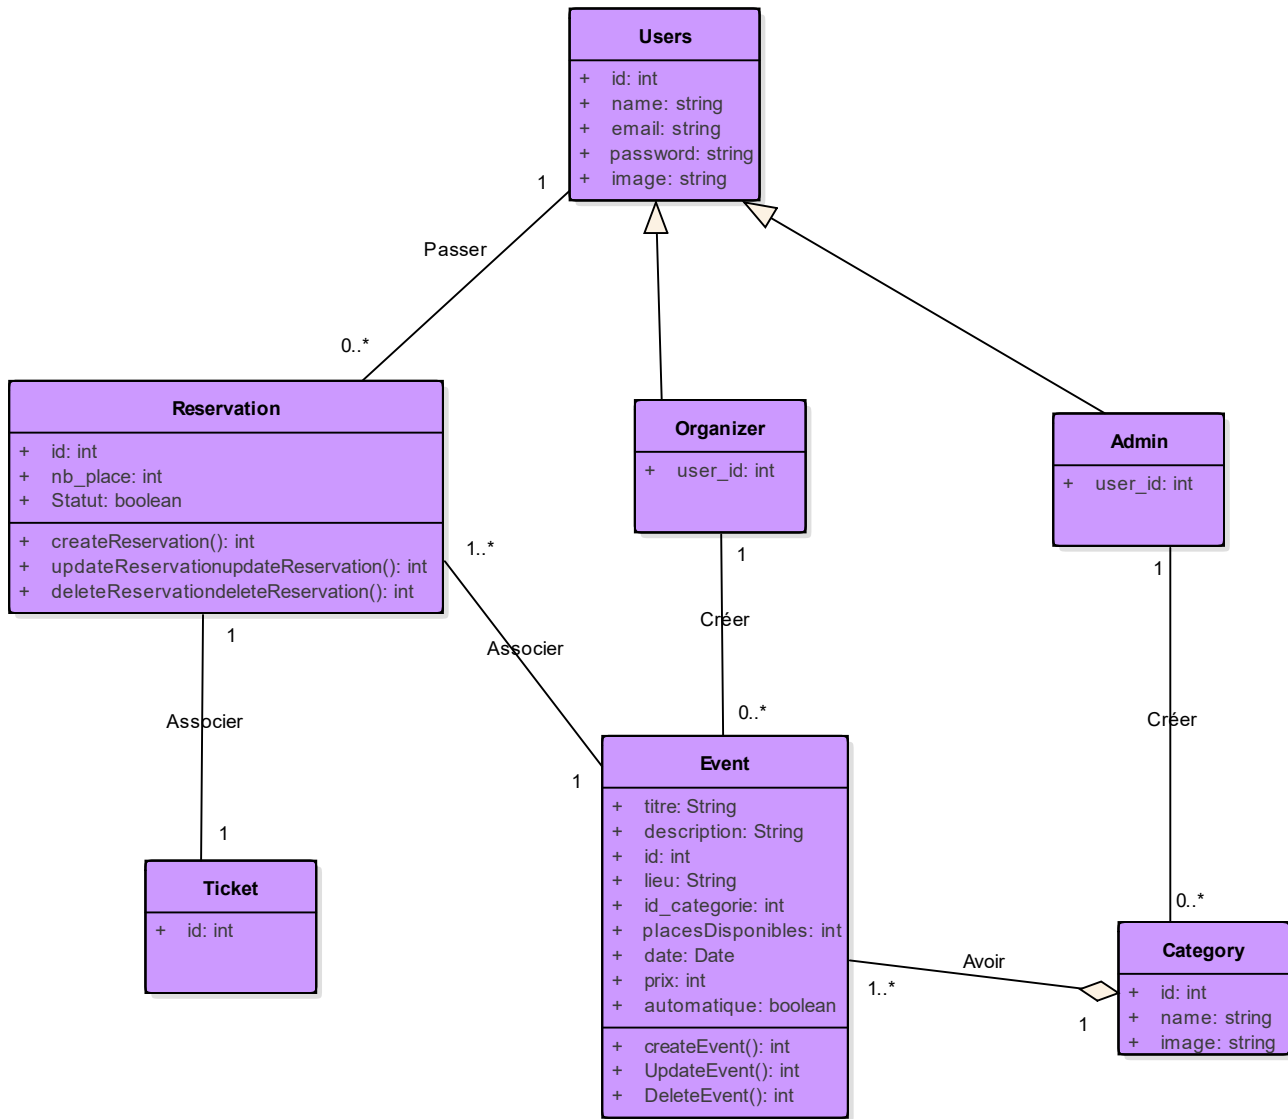 Users
+ id: int
+ name: string
+ email: string
+ password: string
+ image: string
1
Passer
0..*
Reservation
+ id: int
+ nb_place: int
+ Statut: boolean
+ createReservation(): int
+ updateReservationupdateReservation(): int
+ deleteReservationdeleteReservation(): int
Organizer
+ user_id: int
Admin
+ user_id: int
1..*
1
1
Créer
Associer
1
Associer
Créer
0..*
1
1
Ticket
+ id: int
Event
+ titre: String
+ description: String
+ id: int
+ lieu: String
+ id_categorie: int
+ placesDisponibles: int
+ date: Date
+ prix: int
+ automatique: boolean
+ createEvent(): int
+ UpdateEvent(): int
+ DeleteEvent(): int
Avoir
1..*
1
0..*
Category
+ id: int
+ name: string
+ image: string